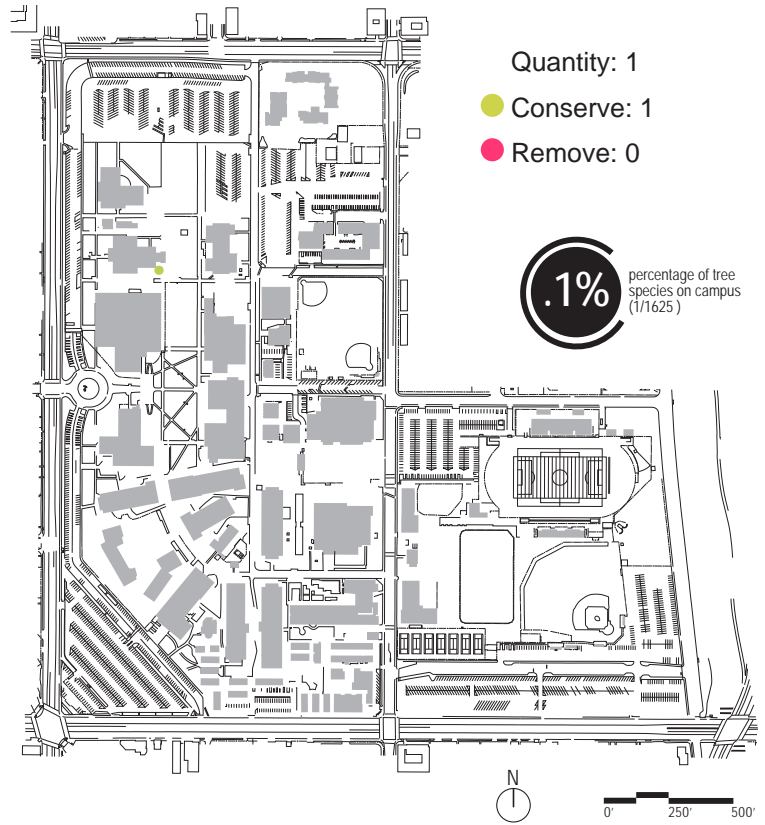 Quantity: 1
Conserve: 1
Remove: 0
.1%
percentage of tree
species on campus
(1/1625 )
N
0'
250'
500'